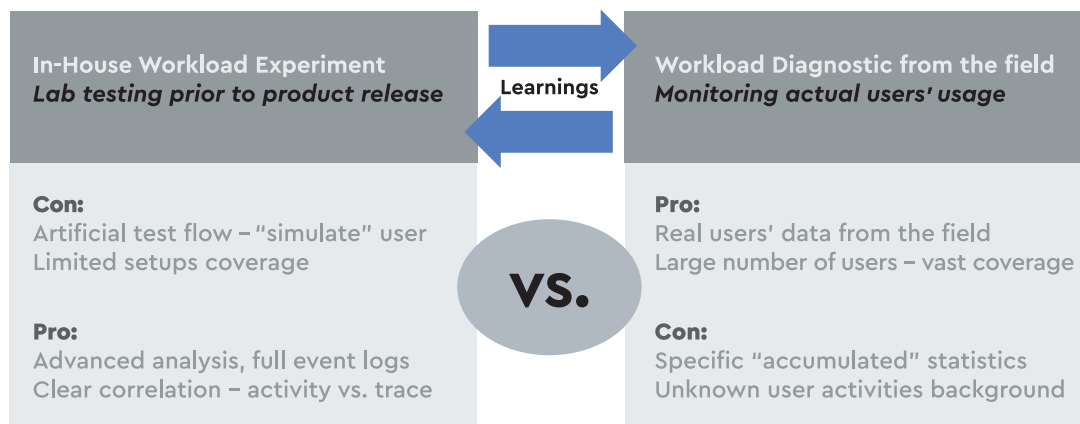 In-House Workload Experiment
Lab testing prior to product release
Learnings
Workload Diagnostic from the field
Monitoring actual users’ usage
Con:
Artificial test flow – “simulate” user
Limited setups coverage
Pro:
Advanced analysis, full event logs
Clear correlation – activity vs. trace
vs.
Pro:
Real users’ data from the field
Large number of users – vast coverage
Con:
Specific “accumulated” statistics
Unknown user activities background